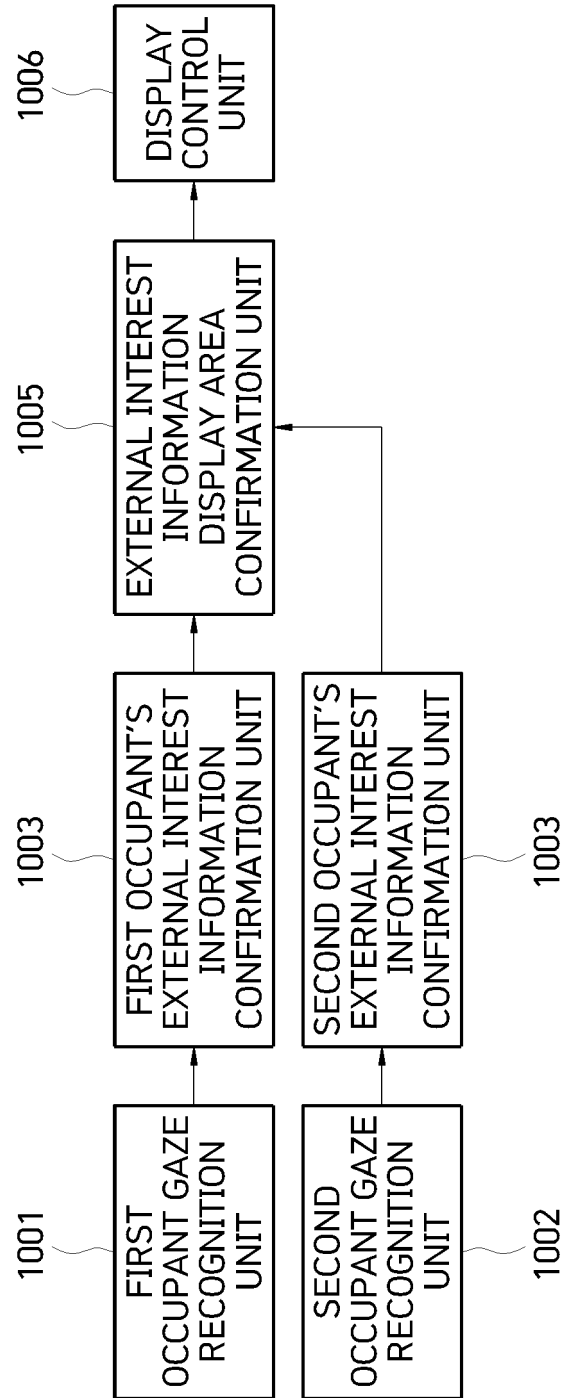 1001
FIRST
OCCUPANT GAZE
RECOGNITION
UNIT
1003
FIRST OCCUPANT'S
EXTERNAL INTEREST
INFORMATION
CONFIRMATION UNIT
1005
EXTERNAL INTEREST
INFORMATION
DISPLAY AREA
CONFIRMATION UNIT
1006
DISPLAY
CONTROL
UNIT
SECOND
OCCUPANT GAZE
RECOGNITION
UNIT
1002
SECOND OCCUPANT'S
EXTERNAL INTEREST
INFORMATION
CONFIRMATION UNIT
1003